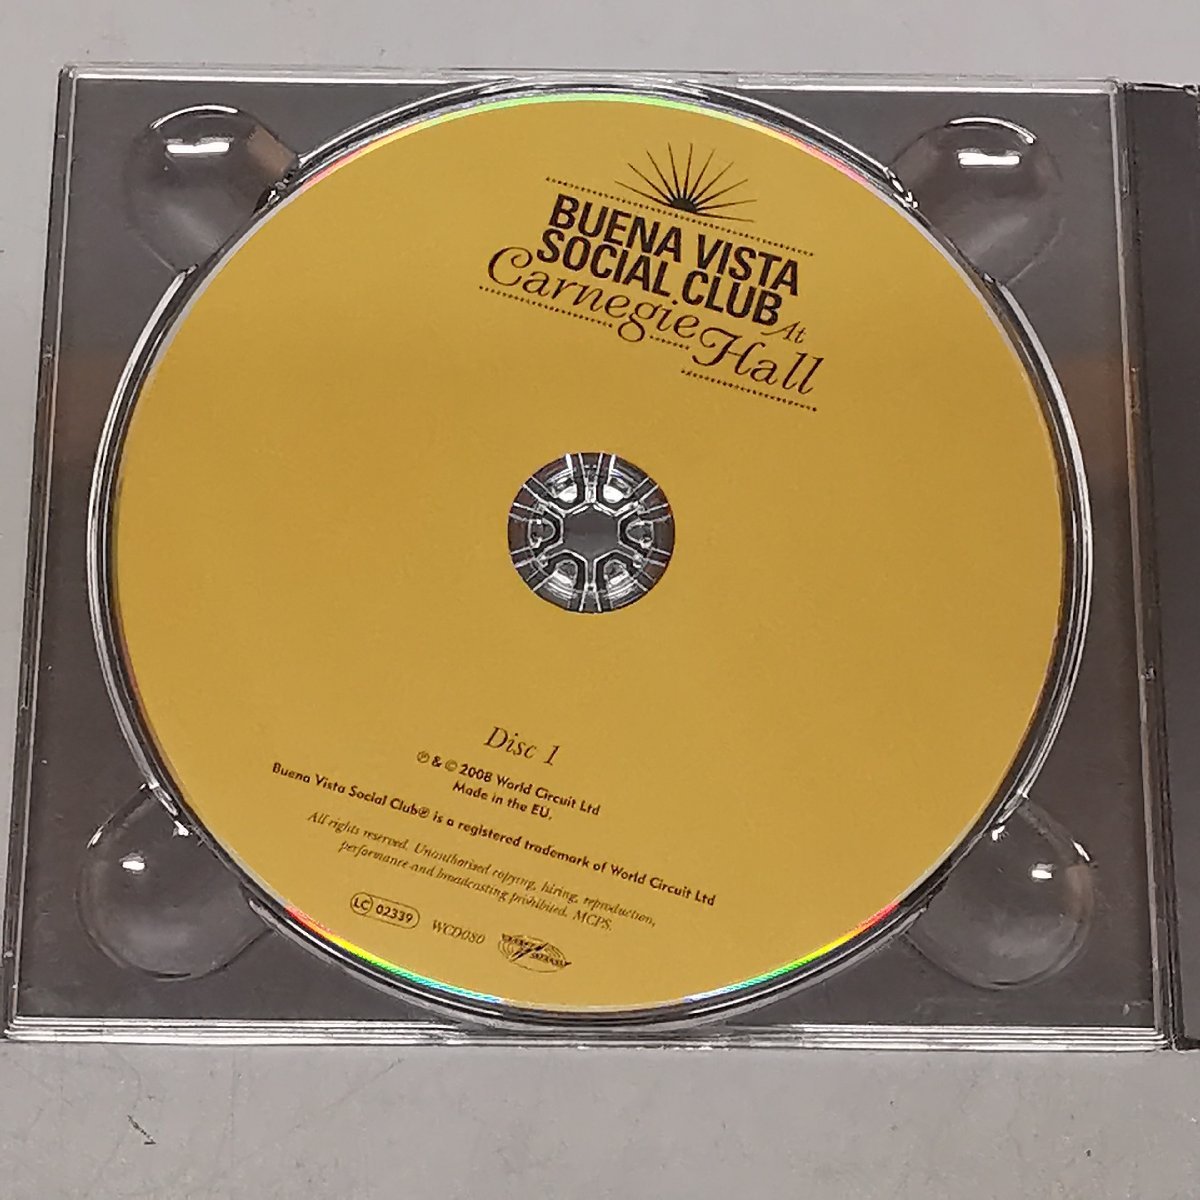 BUENA VISTA
SOCIAL CLUB At
Carnegie Hall
Disc 1
℗ & © 2008 World Circuit Ltd
Made in the EU.
Buena Vista Social Club® is a registered trademark of World Circuit Ltd
All rights reserved. Unauthorised copying, hiring, reproduction,
performance and broadcasting prohibited. MCPS.
LC 02339 WCD080